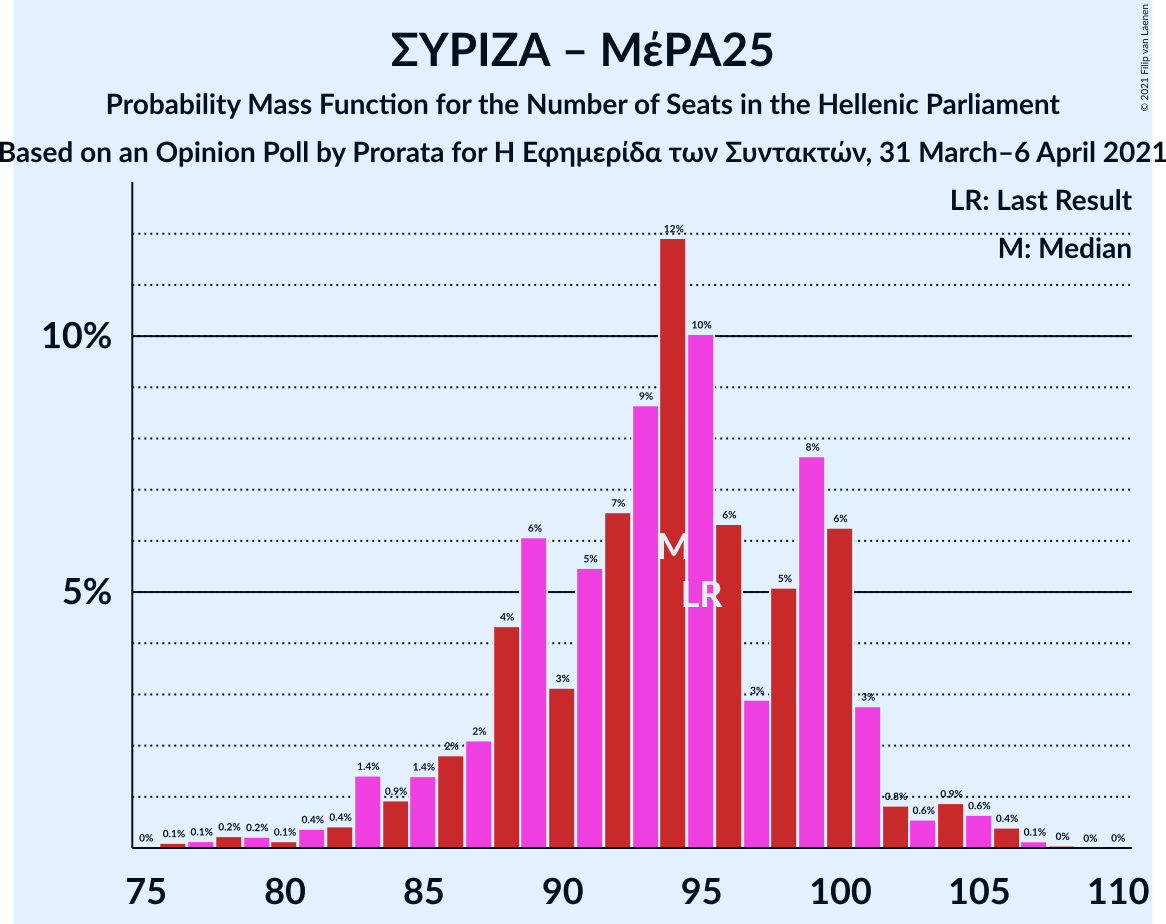 ΣΥΡΙΖΑ – ΜέΡΑ25
Probability Mass Function for the Number of Seats in the Hellenic Parliament
Based on an Opinion Poll by Prorata for Η Εφημερίδα των Συντακτών, 31 March–6 April 2021
© 2021 Filip van Laenen
LR: Last Result
M: Median
10%
5%
0% 0.1% 0.1% 0.2% 0.2% 0.1% 0.4% 0.4% 1.4% 0.9% 1.4% 2% 2% 4% 6% 3% 5% 7% 9% 12% 10% 6% 3% 5% 8% 6% 3% 0.8% 0.6% 0.9% 0.6% 0.4% 0.1% 0% 0% 0%
M
LR
75 80 85 90 95 100 105 110